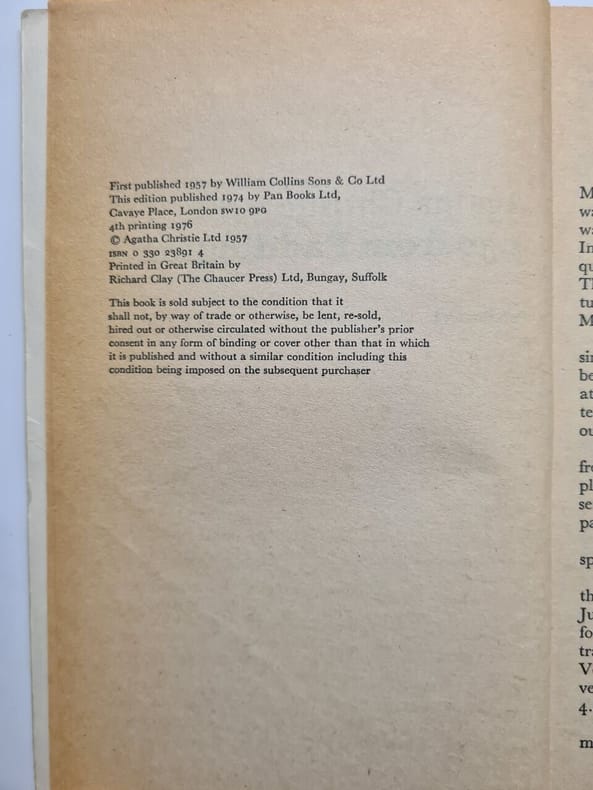 First published 1957 by William Collins Sons & Co Ltd
This edition published 1974 by Pan Books Ltd,
Cavaye Place, London SW10 9PG
4th printing 1976
© Agatha Christie Ltd 1957
ISBN 0 330 23891 4
Printed in Great Britain by
Richard Clay (The Chaucer Press) Ltd, Bungay, Suffolk
This book is sold subject to the condition that it
shall not, by way of trade or otherwise, be lent, re-sold,
hired out or otherwise circulated without the publisher's prior
consent in any form of binding or cover other than that in which
it is published and without a similar condition including this
condition being imposed on the subsequent purchaser